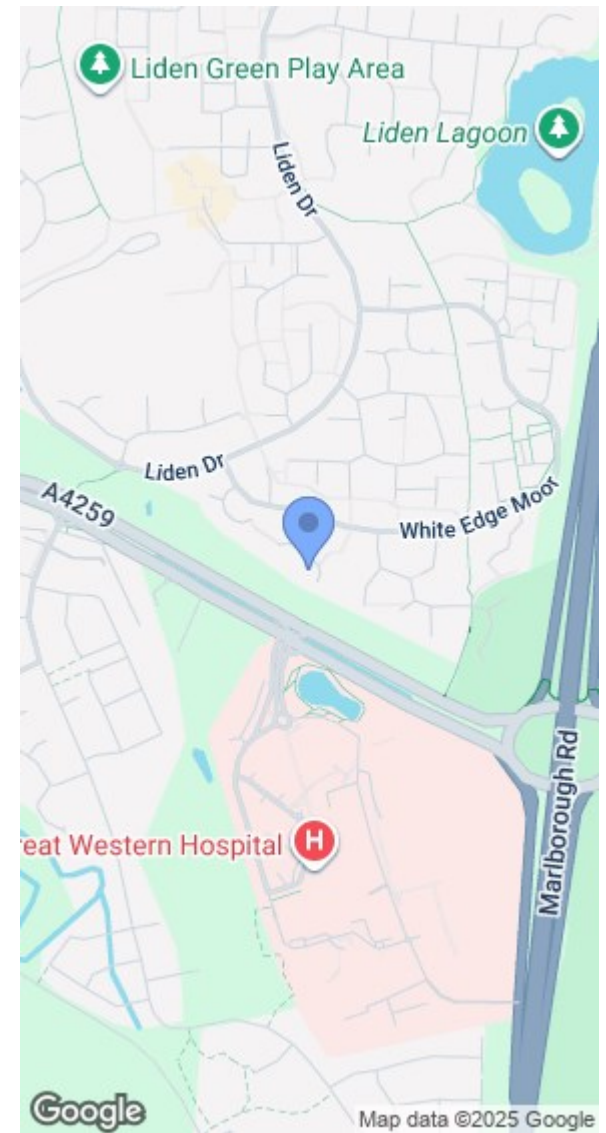 Liden Green Play Area
Liden Lagoon
Liden Dr
Liden Dr
A4259
White Edge Moor
Marlborough Rd
reat Western Hospital
H
Google
Map data ©2025 Google